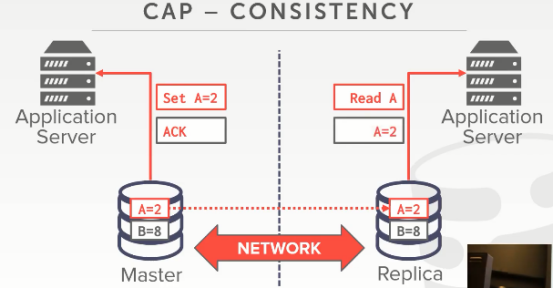 CAP – CONSISTENCY
Application
Server
Set A=2
ACK
Read A
A=2
Application
Server
A=2
B=8
NETWORK
A=2
B=8
Master
Replica